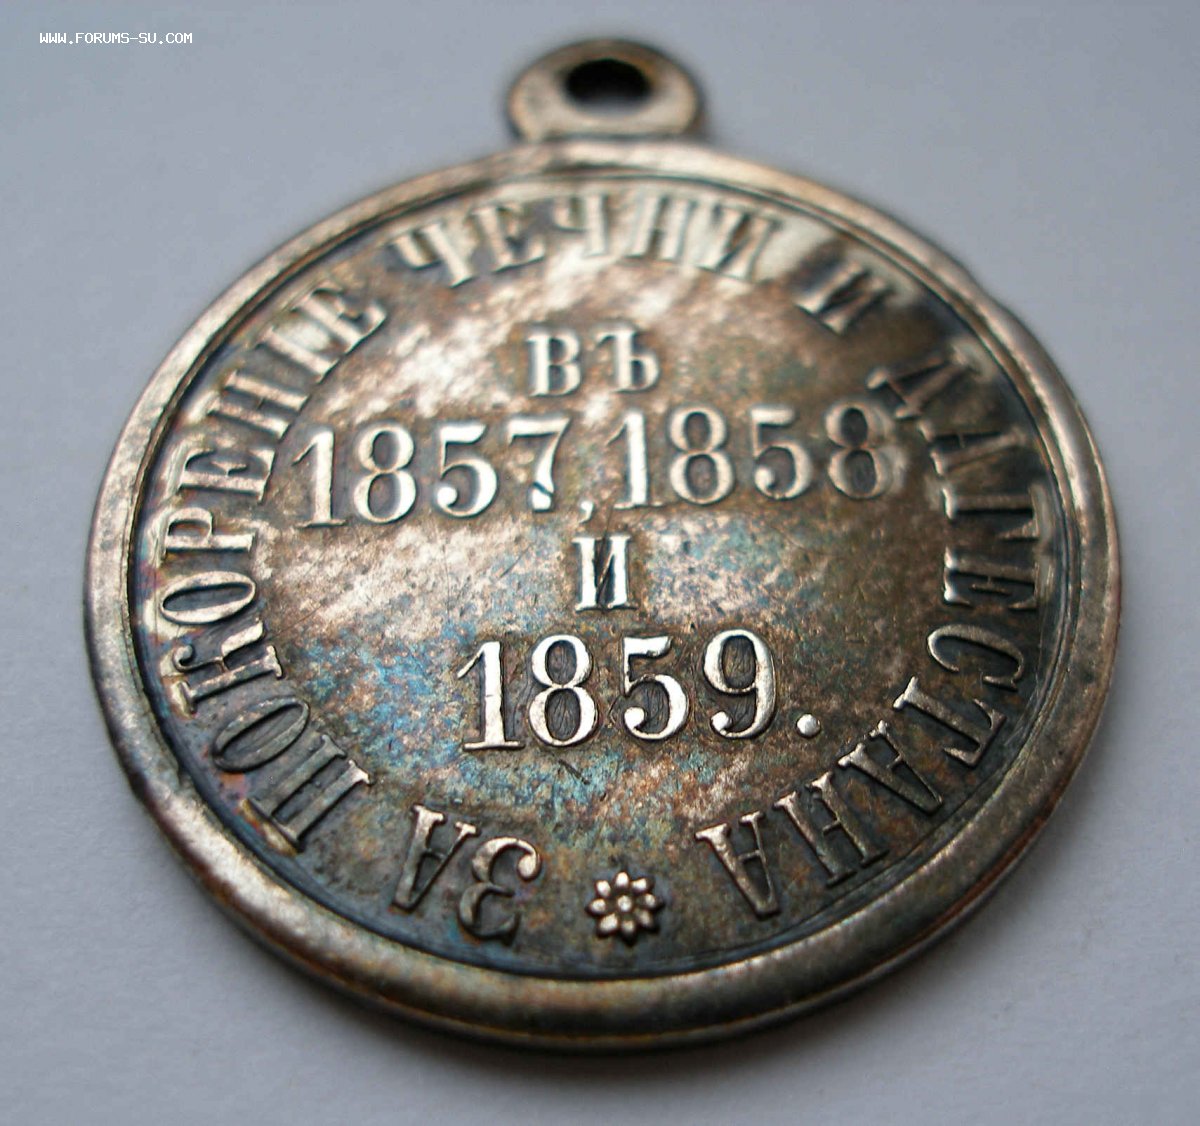 WWW.FORUMS-SU.COM
ЗА ПОКОРЕНІЕ ЧЕЧНИ И ДАГЕСТАНА
ВЪ
1857, 1858
И
1859.